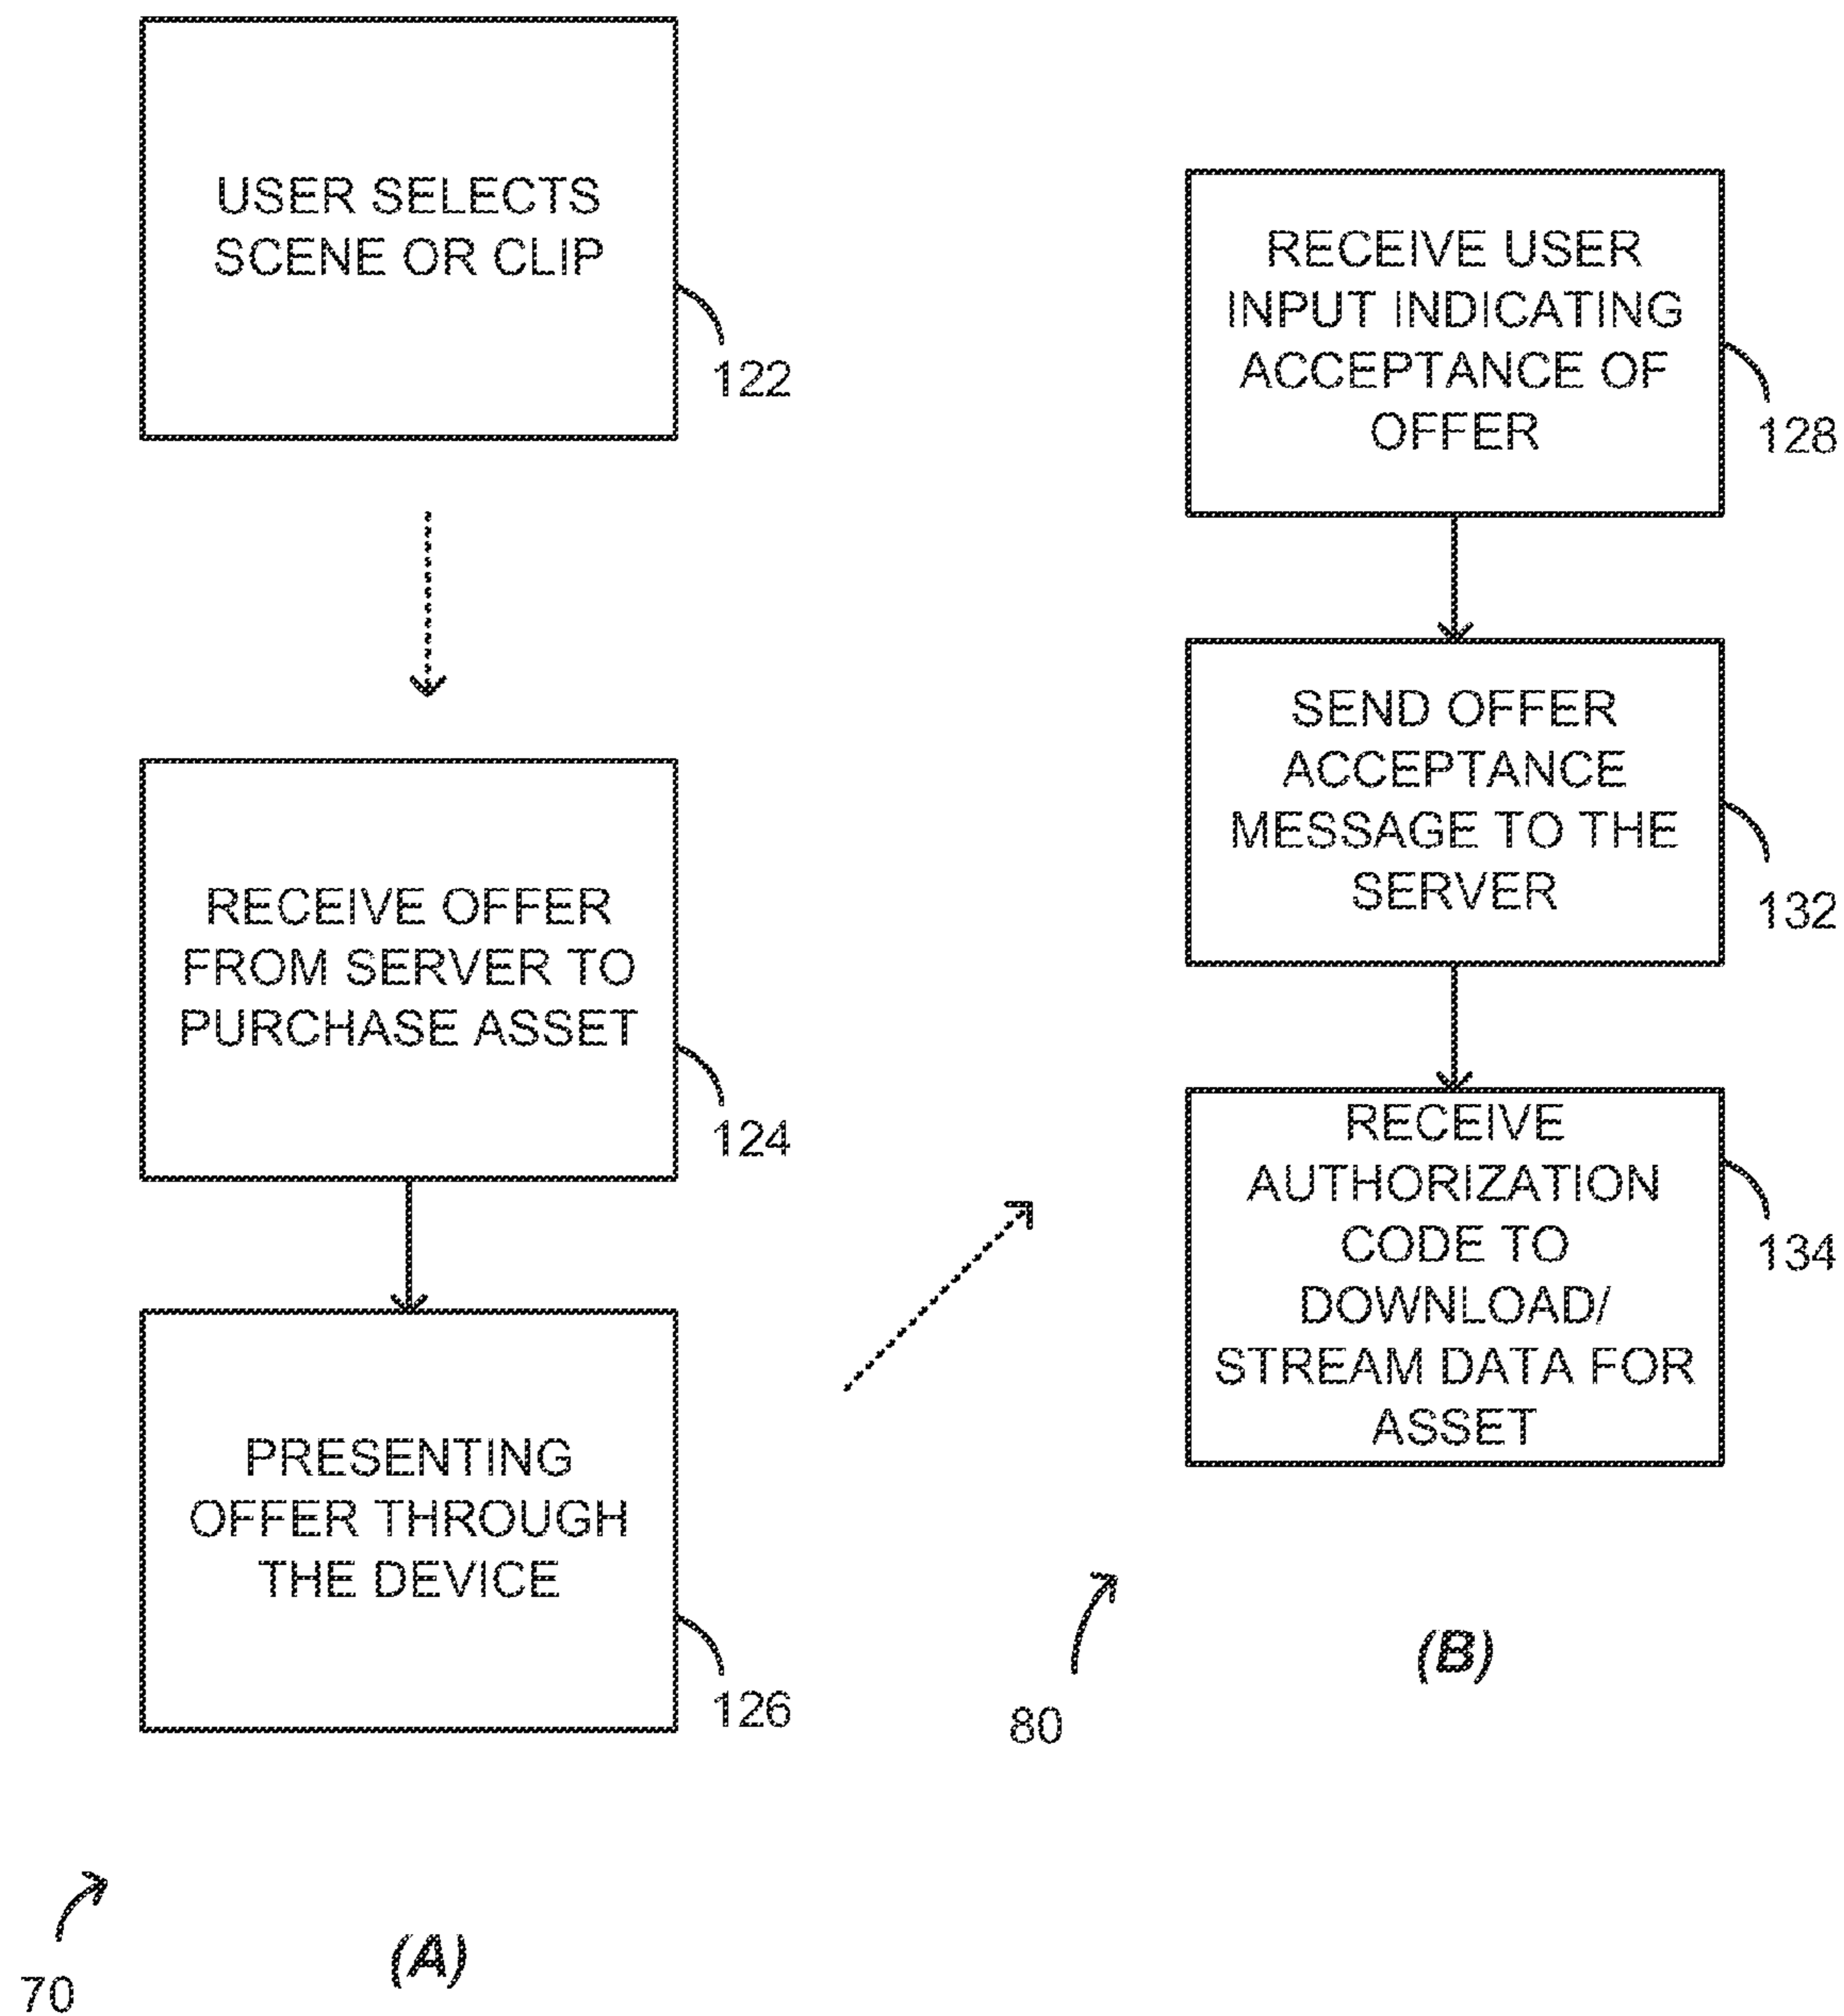 USER SELECTS
SCENE OR CLIP
122
RECEIVE OFFER
FROM SERVER TO
PURCHASE ASSET
124
PRESENTING
OFFER THROUGH
THE DEVICE
126
70
(A)
RECEIVE USER
INPUT INDICATING
ACCEPTANCE OF
OFFER
128
SEND OFFER
ACCEPTANCE
MESSAGE TO THE
SERVER
132
RECEIVE
AUTHORIZATION
CODE TO
DOWNLOAD/
STREAM DATA FOR
ASSET
134
80
(B)